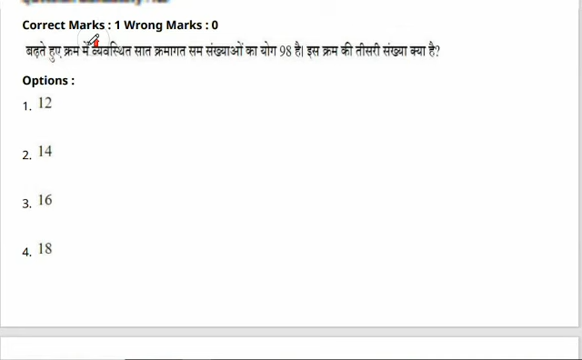 Correct Marks : 1 Wrong Marks : 0
बढ़ते हुए क्रम में व्यवस्थित सात क्रमागत सम संख्याओं का योग 98 है। इस क्रम की तीसरी संख्या क्या है?
Options :
1. 12
2. 14
3. 16
4. 18